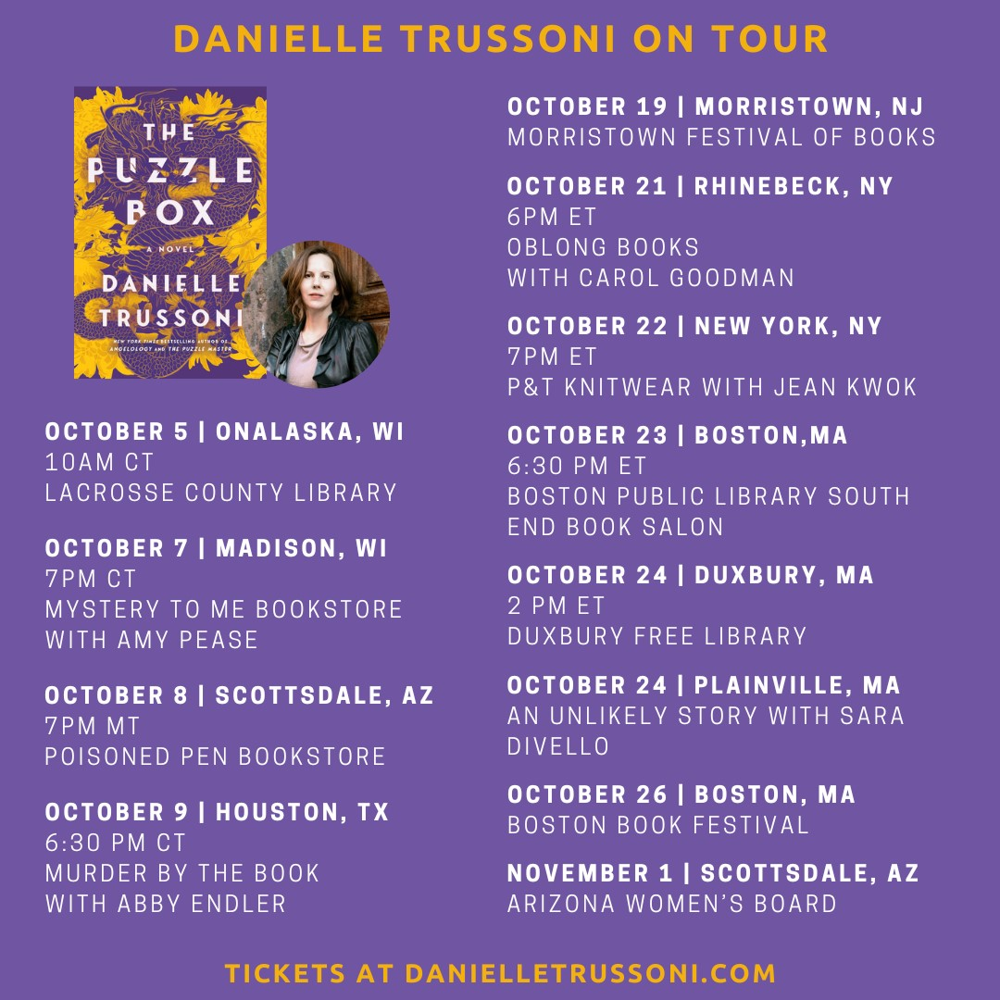 DANIELLE TRUSSONI ON TOUR
THE
PUZZLE
BOX
A NOVEL
DANIELLE
TRUSSONI
NEW YORK TIMES BESTSELLING AUTHOR OF
ANGELOLOGY AND THE PUZZLE MASTER
OCTOBER 5 | ONALASKA, WI
10AM CT
LACROSSE COUNTY LIBRARY
OCTOBER 7 | MADISON, WI
7PM CT
MYSTERY TO ME BOOKSTORE
WITH AMY PEASE
OCTOBER 8 | SCOTTSDALE, AZ
7PM MT
POISONED PEN BOOKSTORE
OCTOBER 9 | HOUSTON, TX
6:30 PM CT
MURDER BY THE BOOK
WITH ABBY ENDLER
OCTOBER 19 | MORRISTOWN, NJ
MORRISTOWN FESTIVAL OF BOOKS
OCTOBER 21 | RHINEBECK, NY
6PM ET
OBLONG BOOKS
WITH CAROL GOODMAN
OCTOBER 22 | NEW YORK, NY
7PM ET
P&T KNITWEAR WITH JEAN KWOK
OCTOBER 23 | BOSTON,MA
6:30 PM ET
BOSTON PUBLIC LIBRARY SOUTH
END BOOK SALON
OCTOBER 24 | DUXBURY, MA
2 PM ET
DUXBURY FREE LIBRARY
OCTOBER 24 | PLAINVILLE, MA
AN UNLIKELY STORY WITH SARA
DIVELLO
OCTOBER 26 | BOSTON, MA
BOSTON BOOK FESTIVAL
NOVEMBER 1 | SCOTTSDALE, AZ
ARIZONA WOMEN'S BOARD
TICKETS AT DANIELLETRUSSONI.COM